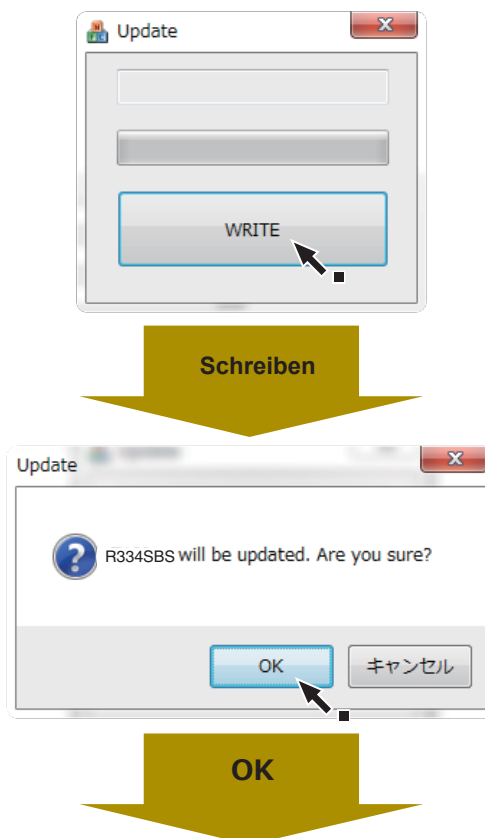 Update
WRITE
Schreiben
Update
R334SBS will be updated. Are you sure?
OK
キャンセル
OK